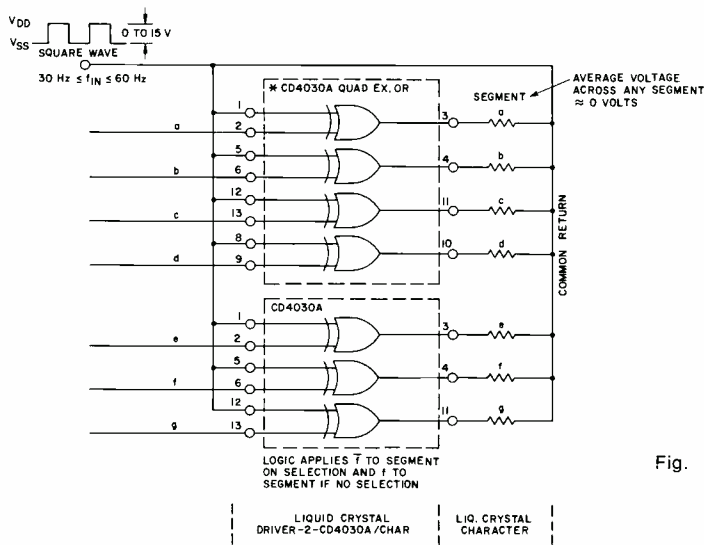 VDD
VSS
0 TO 15 V
SQUARE WAVE
30 Hz ≤ fIN ≤ 60 Hz
* CD4030A QUAD EX. OR
SEGMENT
AVERAGE VOLTAGE
ACROSS ANY SEGMENT
≈ 0 VOLTS
1
a
2
3
a
5
b
6
4
b
12
c
13
11
c
8
d
9
10
d
COMMON RETURN
CD4030A
1
e
2
3
e
5
f
6
4
f
12
g
13
11
g
LOGIC APPLIES f̅ TO SEGMENT
ON SELECTION AND f TO
SEGMENT IF NO SELECTION
Fig.
LIQUID CRYSTAL
DRIVER-2-CD4030A/CHAR
LIQ. CRYSTAL
CHARACTER